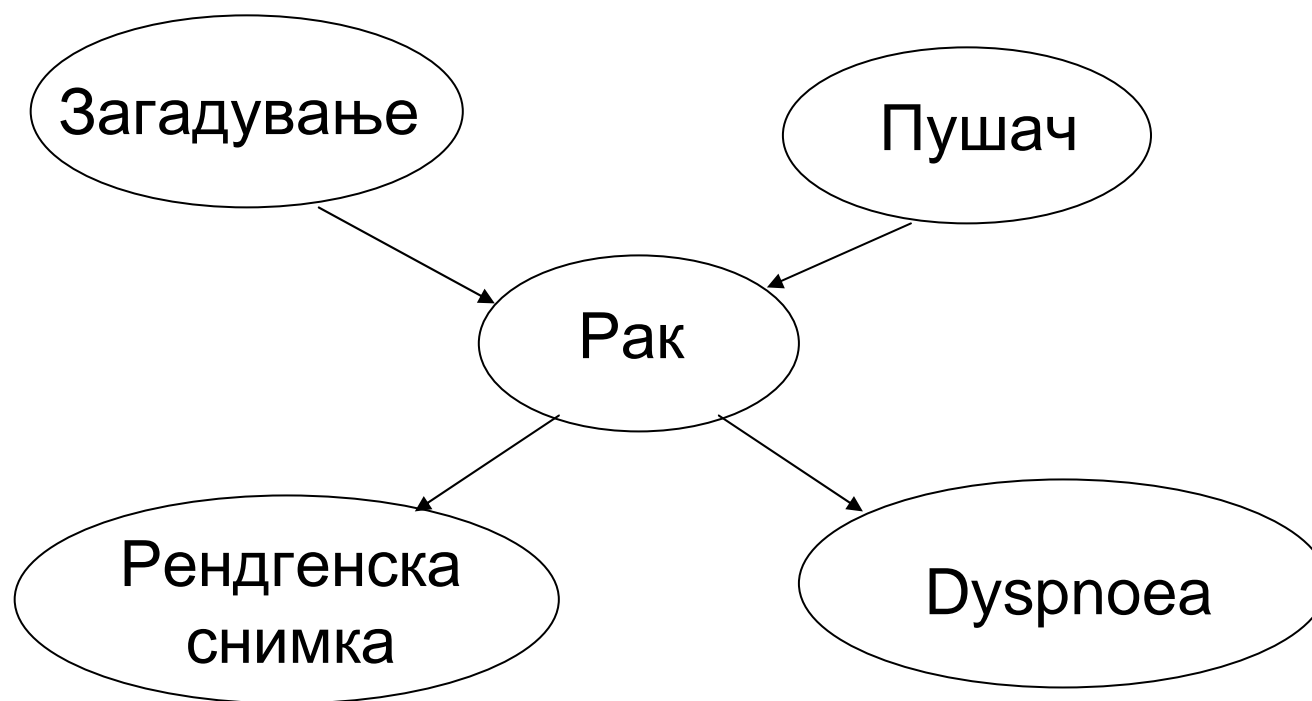 Загадување
Пушач
Рак
Рендгенска
снимка
Dyspnoea